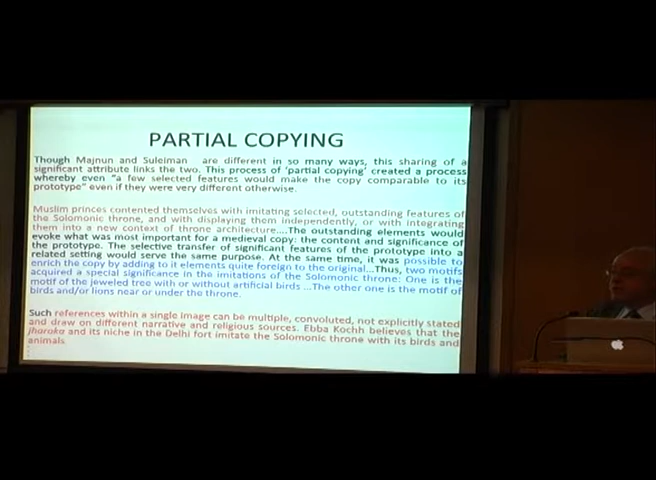 PARTIAL COPYING
Though Majnun and Suleiman are different in so many ways, this sharing of a
significant attribute links the two. This process of 'partial copying' created a process
whereby even "a few selected features would make the copy comparable to its
prototype" even if they were very different otherwise.
Muslim princes contented themselves with imitating selected, outstanding features of
the Solomonic throne, and with displaying them independently, or with integrating
them into a new context of throne architecture....The outstanding elements would
evoke what was most important for a medieval copy: the content and significance of
the prototype. The selective transfer of significant features of the prototype into a
related setting would serve the same purpose. At the same time, it was possible to
enrich the copy by adding to it elements quite foreign to the original...Thus, two motifs
acquired a special significance in the imitations of the Solomonic throne: One is the
motif of the jeweled tree with or without artificial birds ...The other one is the motif of
birds and/or lions near or under the throne.
Such references within a single image can be multiple, convoluted, not explicitly stated
and draw on different narrative and religious sources. Ebba Kochh believes that the
jharoka and its niche in the Delhi fort imitate the Solomonic throne with its birds and
animals